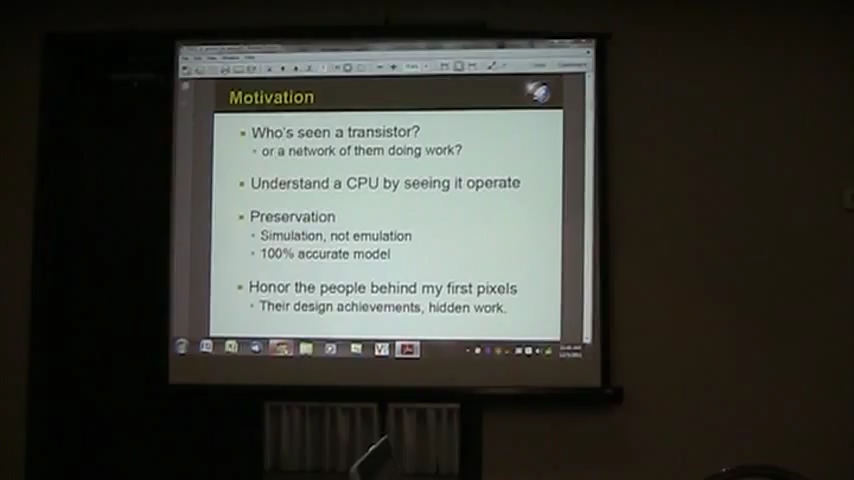 Motivation
Who's seen a transistor?
or a network of them doing work?
Understand a CPU by seeing it operate
Preservation
Simulation, not emulation
100% accurate model
Honor the people behind my first pixels
Their design achievements, hidden work.